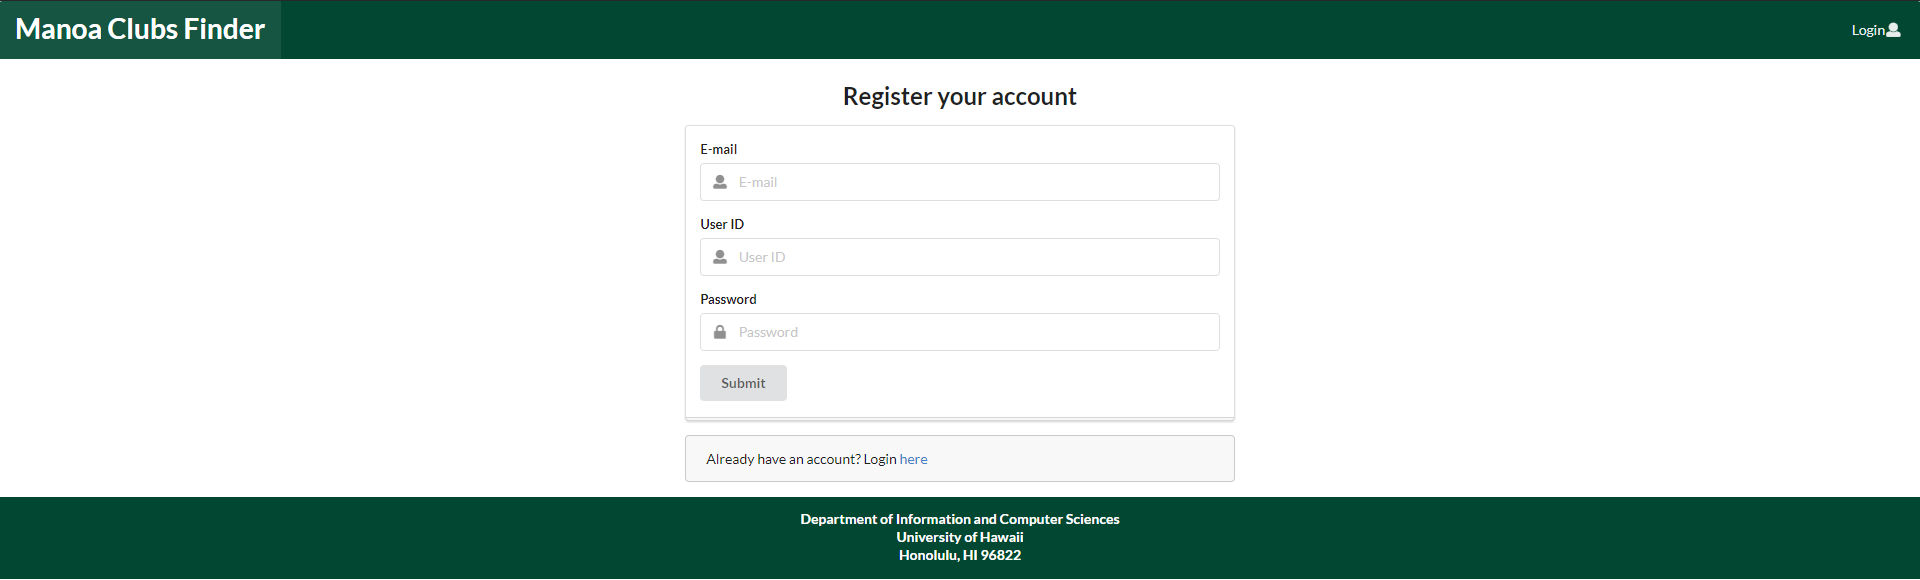 Manoa Clubs Finder
Login
Register your account
E-mail
E-mail
User ID
User ID
Password
Password
Submit
Already have an account? Login here
Department of Information and Computer Sciences
University of Hawaii
Honolulu, HI 96822